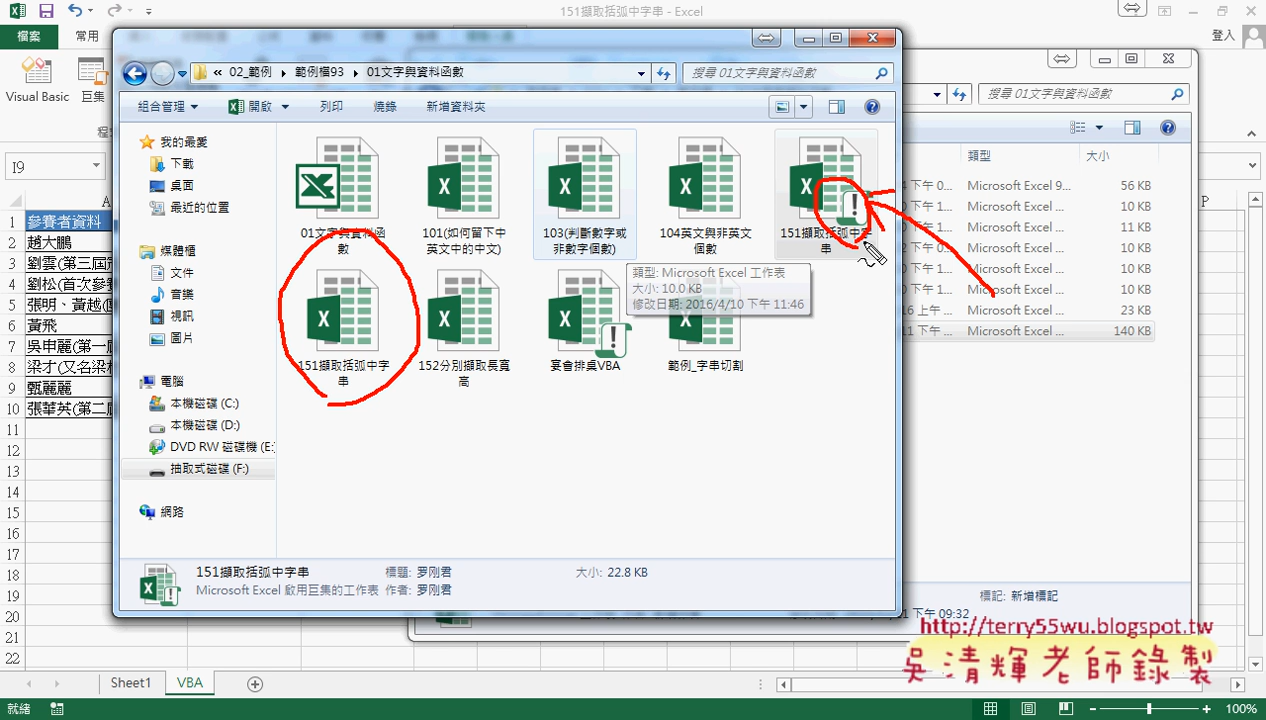 151擷取括弧中字串 - Excel
檔案
常用
登入
Visual Basic
巨集
I9
A
P
1 參賽者資料
2 趙大鵬
3
4
5
6 黃飛
7
8
9 甄麗麗
10
11
12
13
14
15
16
17
18
19
20
21
22
« 02_範例 ▸ 範例檔93 ▸ 01文字與資料函數
搜尋 01文字與資料函數
組合管理
開啟
列印
燒錄
新增資料夾
我的最愛
下載
桌面
最近的位置
媒體櫃
文件
音樂
視訊
圖片
電腦
本機磁碟 (C:)
本機磁碟 (D:)
DVD RW 磁碟機 (E:)
抽取式磁碟 (F:)
網路
01文字與資料函數
101(如何留下中英文中的中文)
103(判斷數字或非數字個數)
104英文與非英文個數
151擷取括弧中字串
151擷取括弧中字串
152分別擷取長寬高
宴會排桌VBA
範例_字串切割
類型: Microsoft Excel 工作表
大小: 10.0 KB
修改日期: 2016/4/10 下午 11:46
151擷取括弧中字串
標題: 罗刚君
大小: 22.8 KB
Microsoft Excel 啟用巨集的工作表
作者: 罗刚君
搜尋 01文字與資料函數
類型
大小
Microsoft Excel 9... 56 KB
Microsoft Excel ... 10 KB
Microsoft Excel ... 11 KB
Microsoft Excel ... 10 KB
Microsoft Excel ... 10 KB
Microsoft Excel ... 10 KB
Microsoft Excel ... 23 KB
Microsoft Excel ... 140 KB
標記: 新增標記
下午 09:32
http://terry55wu.blogspot.tw
吳清輝老師錄製
Sheet1
VBA
就緒
100%